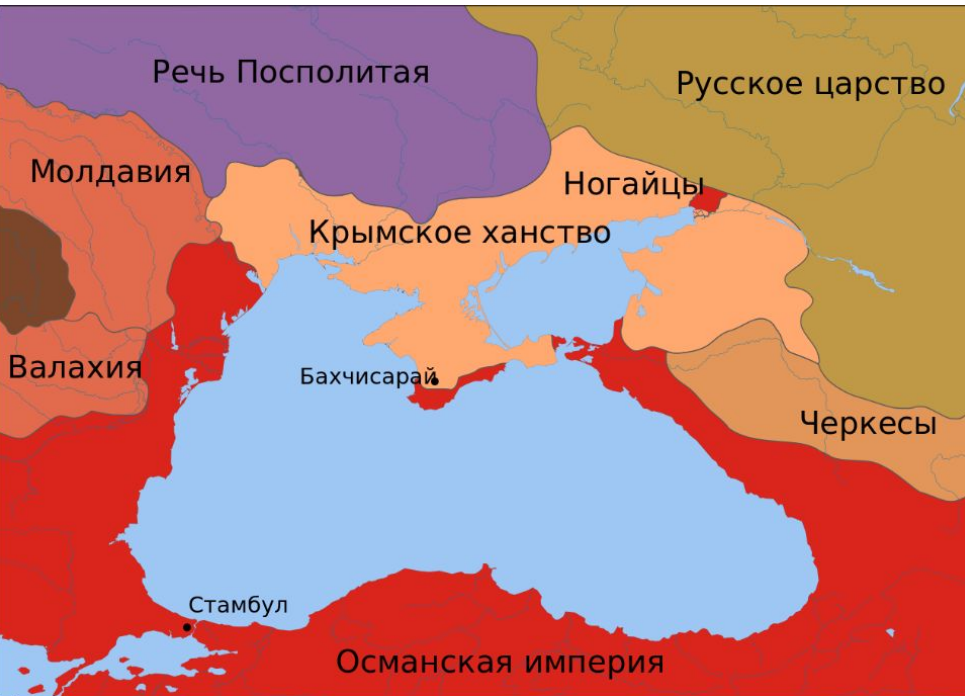 Речь Посполитая
Русское царство
Молдавия
Ногайцы
Крымское ханство
Валахия
Бахчисарай
Черкесы
Стамбул
Османская империя